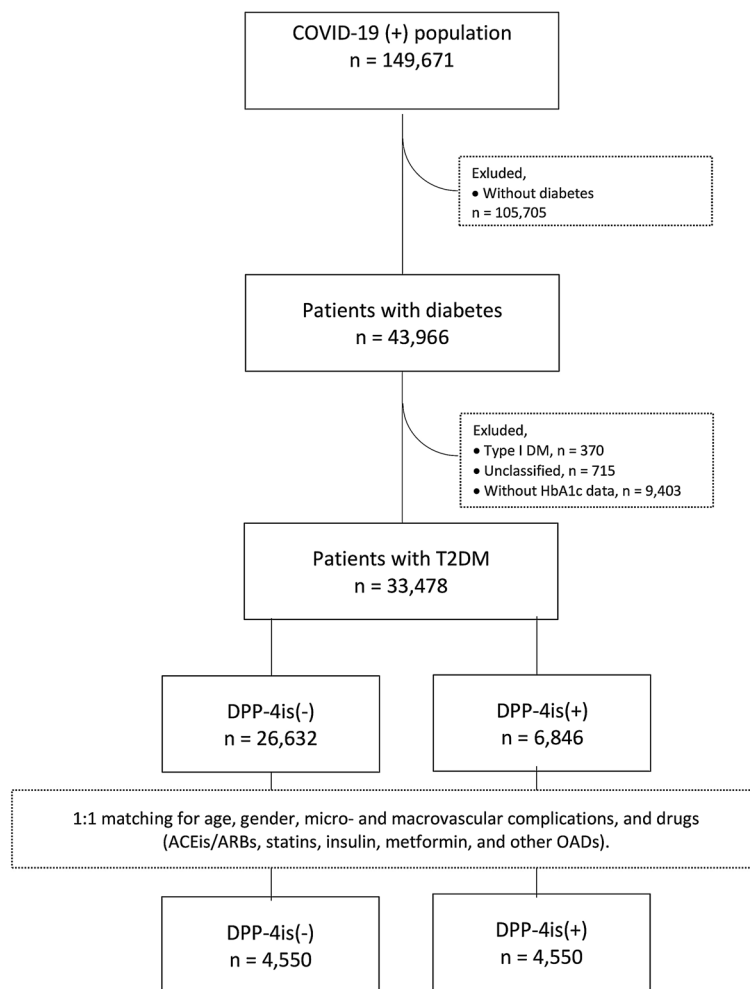 COVID-19 (+) population
n = 149,671
Exluded,
● Without diabetes
n = 105,705
Patients with diabetes
n = 43,966
Exluded,
● Type I DM, n = 370
● Unclassified, n = 715
● Without HbA1c data, n = 9,403
Patients with T2DM
n = 33,478
DPP-4is(-)
n = 26,632
DPP-4is(+)
n = 6,846
1:1 matching for age, gender, micro- and macrovascular complications, and drugs
(ACEis/ARBs, statins, insulin, metformin, and other OADs).
DPP-4is(-)
n = 4,550
DPP-4is(+)
n = 4,550